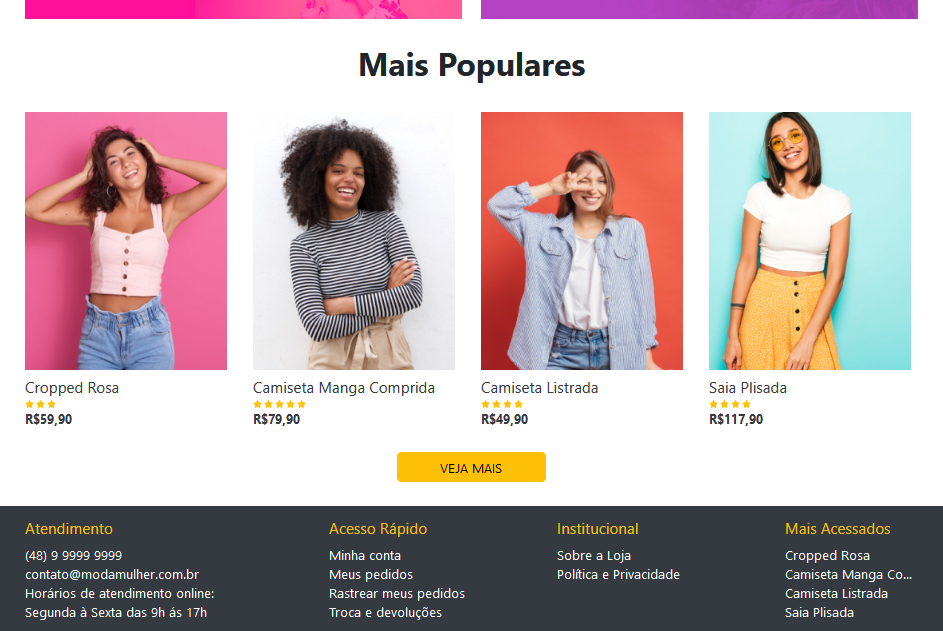 Mais Populares
Cropped Rosa
R$59,90
Camiseta Manga Comprida
R$79,90
Camiseta Listrada
R$49,90
Saia Plisada
R$117,90
VEJA MAIS
Atendimento
(48) 9 9999 9999
contato@modamulher.com.br
Horários de atendimento online:
Segunda à Sexta das 9h ás 17h
Acesso Rápido
Minha conta
Meus pedidos
Rastrear meus pedidos
Troca e devoluções
Institucional
Sobre a Loja
Política e Privacidade
Mais Acessados
Cropped Rosa
Camiseta Manga Co...
Camiseta Listrada
Saia Plisada